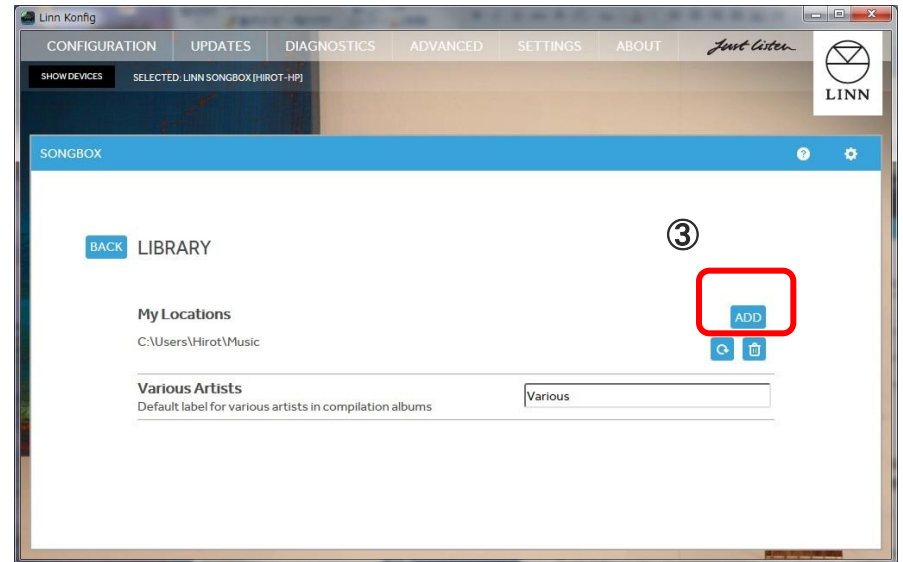 Linn Konfig
CONFIGURATION UPDATES DIAGNOSTICS ADVANCED SETTINGS ABOUT Just Listen
SHOW DEVICES SELECTED: LINN SONGBOX [HIROT-HP]
LINN
SONGBOX
③
BACK LIBRARY
My Locations ADD
C:\Users\Hirot\Music
Various Artists Various
Default label for various artists in compilation albums